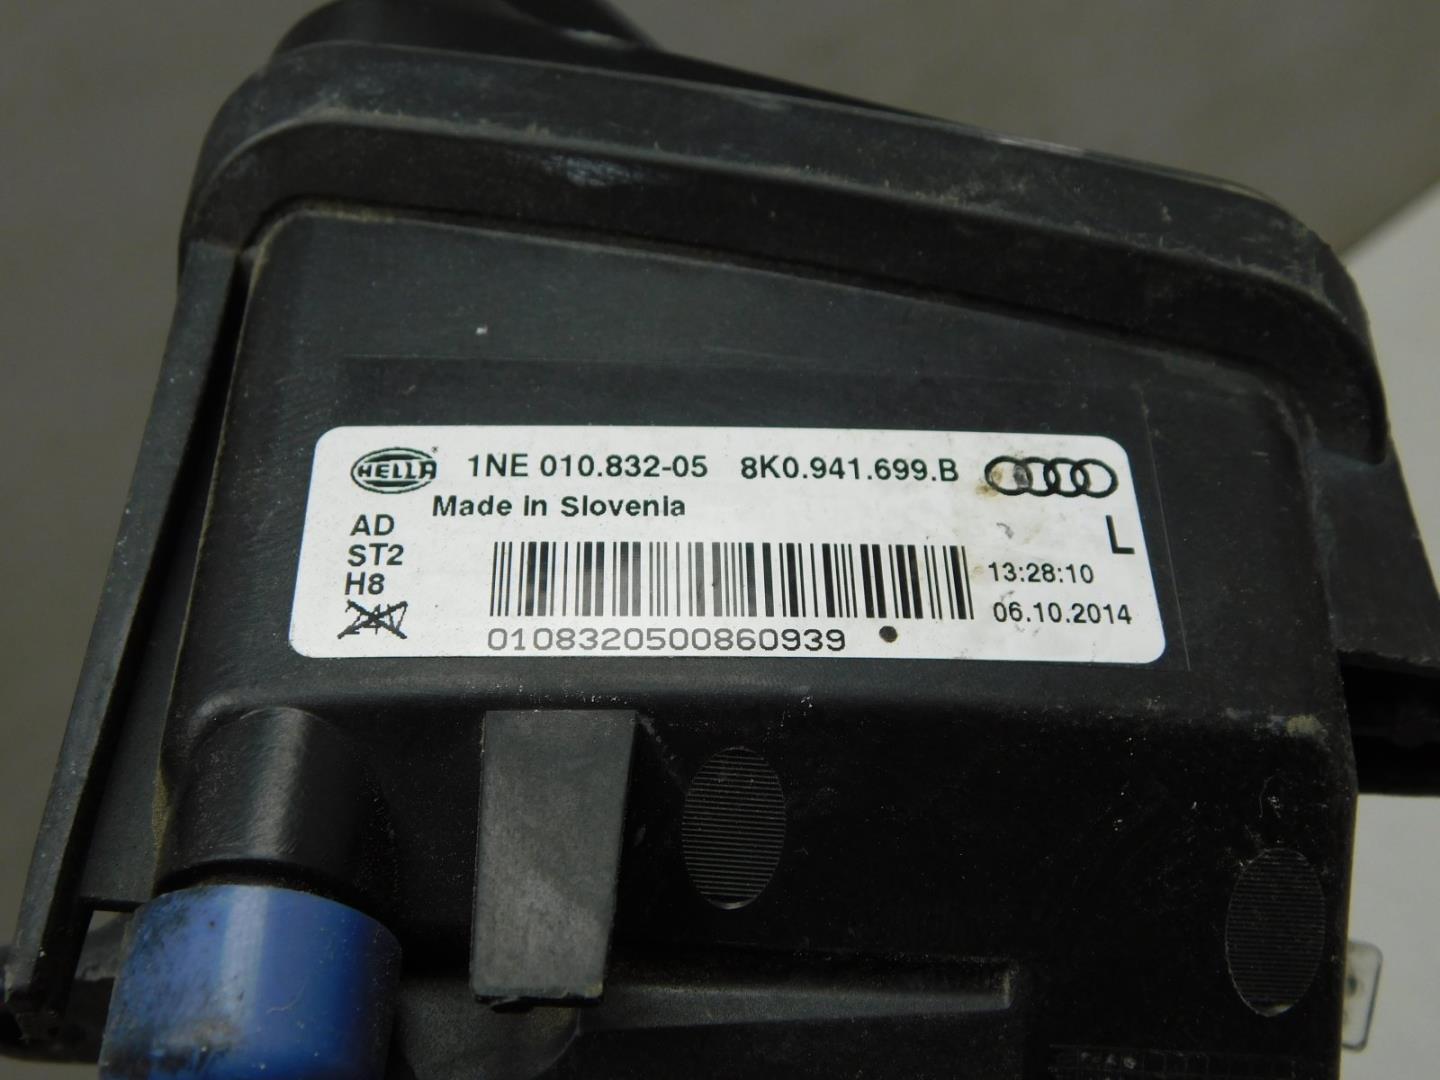 HELLA 1NE 010.832-05 8K0.941.699.B
Made in Slovenia
L
AD
ST2
H8
24V
13:28:10
06.10.2014
0108320500860939